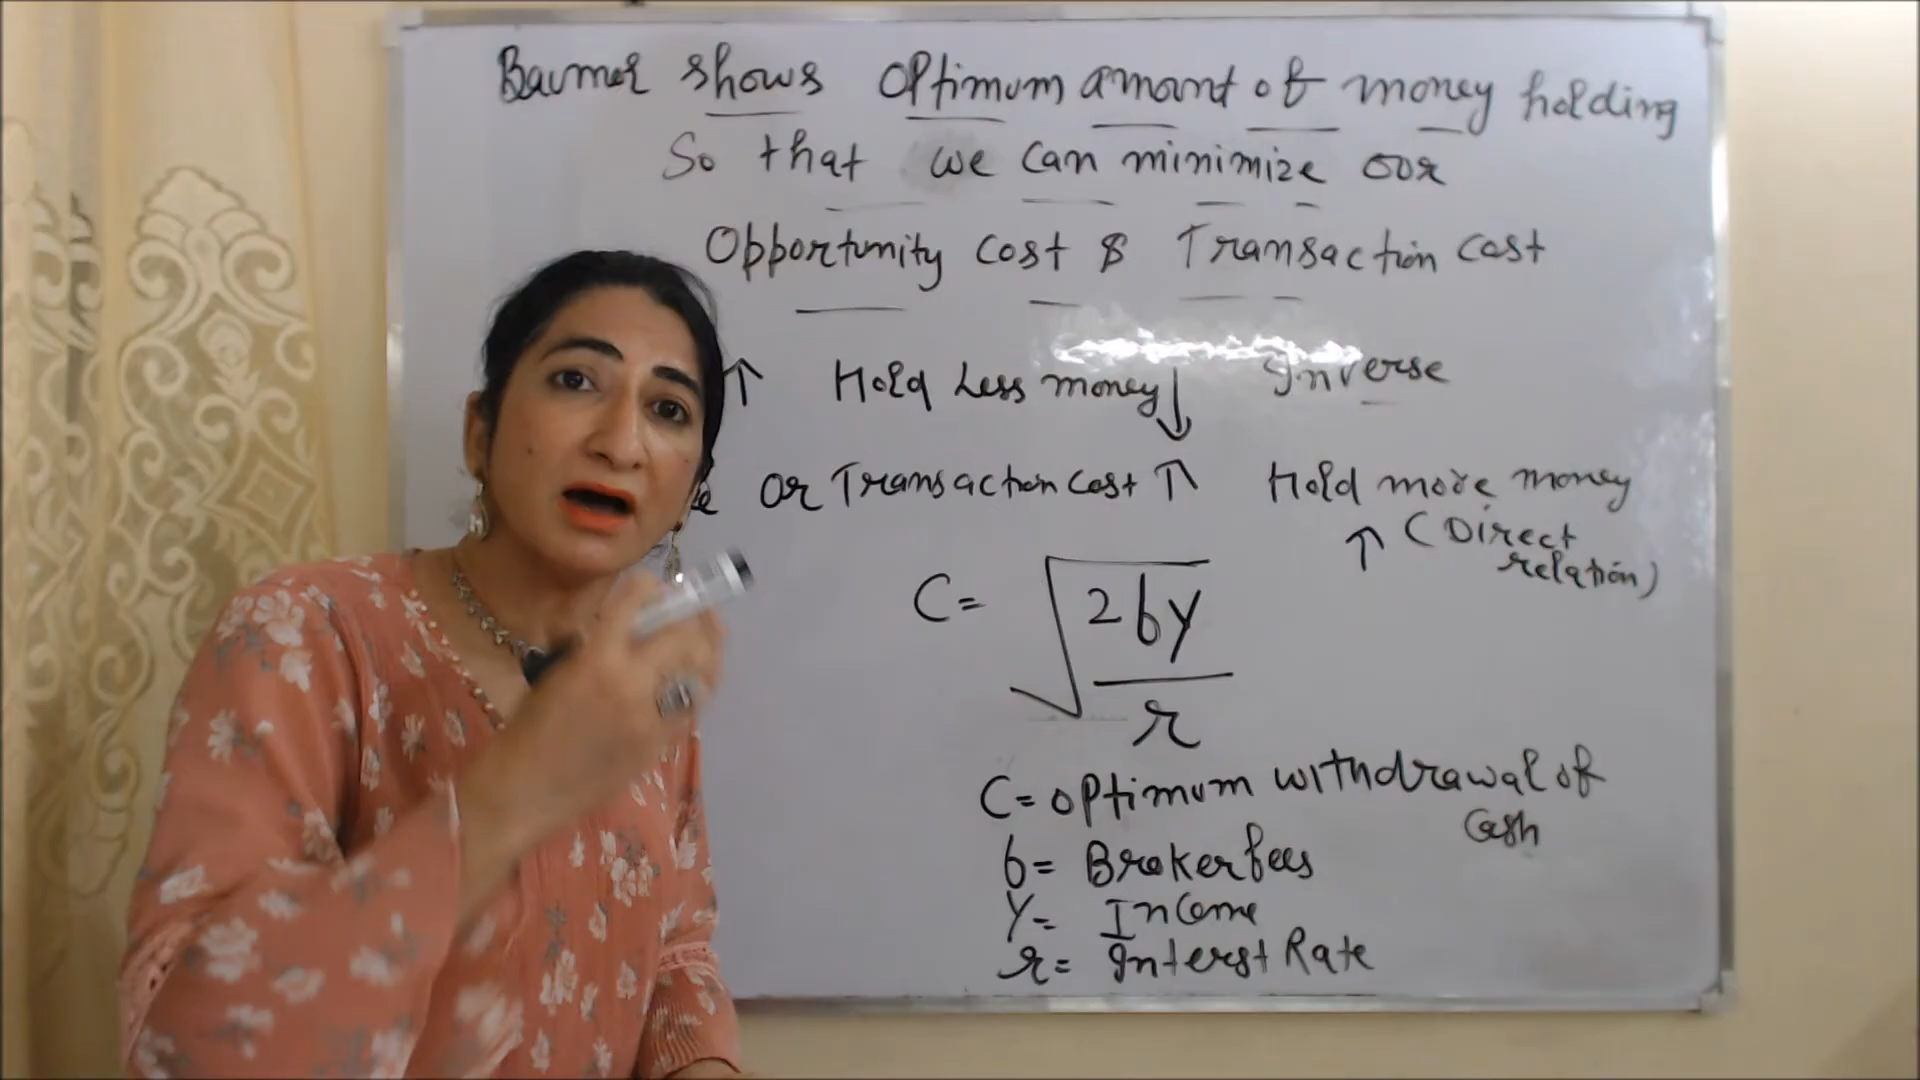 Baumol shows optimum amount of money holding
So that we can minimize our
Opportunity cost & Transaction cost
↑ Hold Less money ↓ Inverse
or Transaction cost ↑ Hold more money
↑ (Direct relation)
C = √(2by/r)
C = optimum withdrawal of cash
b = Broker fees
Y = Income
r = Interst Rate